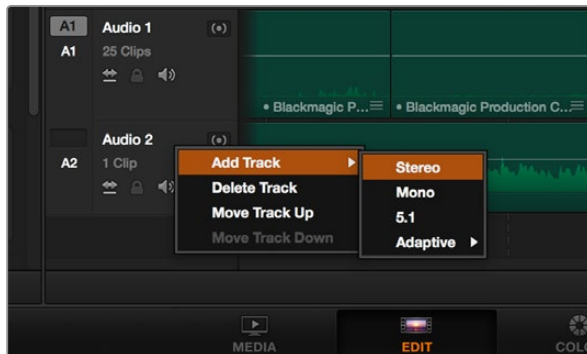 A1 Audio 1
A1 25 Clips
• Blackmagic P... • Blackmagic Production C...
Audio 2
A2 1 Clip
Add Track
Delete Track
Move Track Up
Move Track Down
Stereo
Mono
5.1
Adaptive
MEDIA EDIT COLO